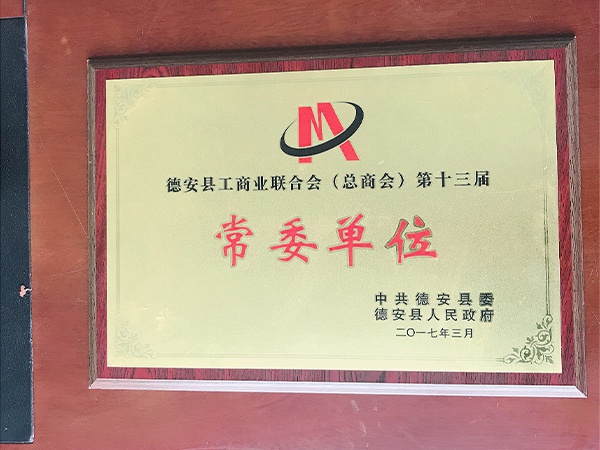 德安县工商业联合会（总商会）第十三届
常委单位
中共德安县委
德安县人民政府
二〇一七年三月